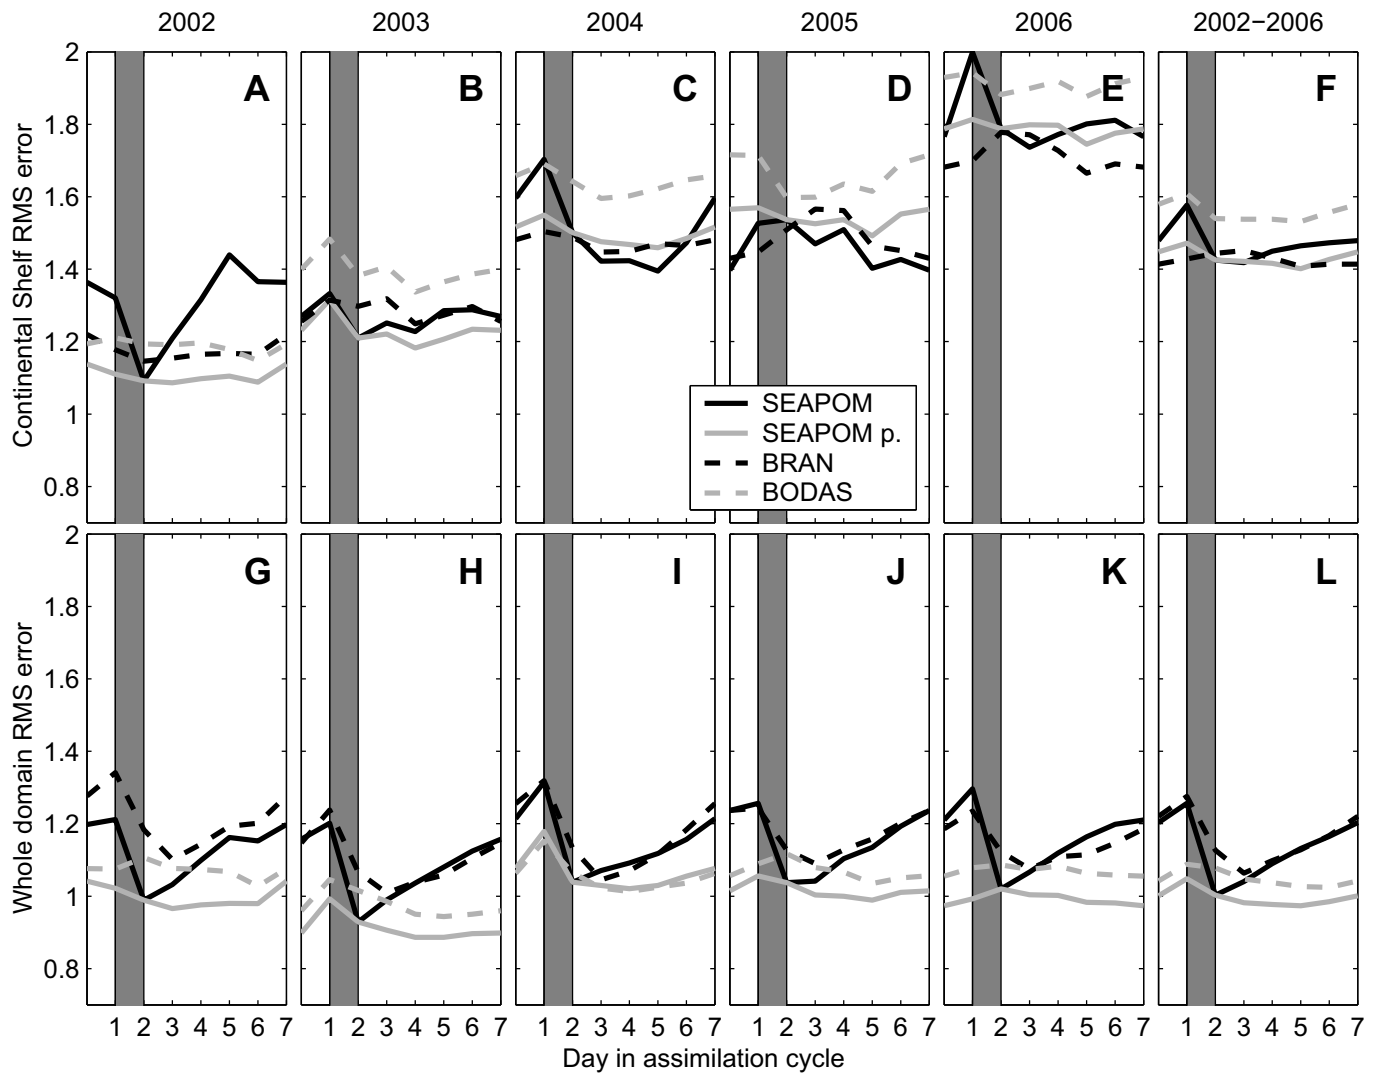 2002 2003 2004 2005 2006 2002−2006
Continental Shelf RMS error
2
1.8
1.6
1.4
1.2
1
0.8
A B C D E F
SEAPOM
SEAPOM p.
BRAN
BODAS
Whole domain RMS error
2
1.8
1.6
1.4
1.2
1
0.8
G H I J K L
1 2 3 4 5 6 7 1 2 3 4 5 6 7 1 2 3 4 5 6 7 1 2 3 4 5 6 7 1 2 3 4 5 6 7 1 2 3 4 5 6 7
Day in assimilation cycle